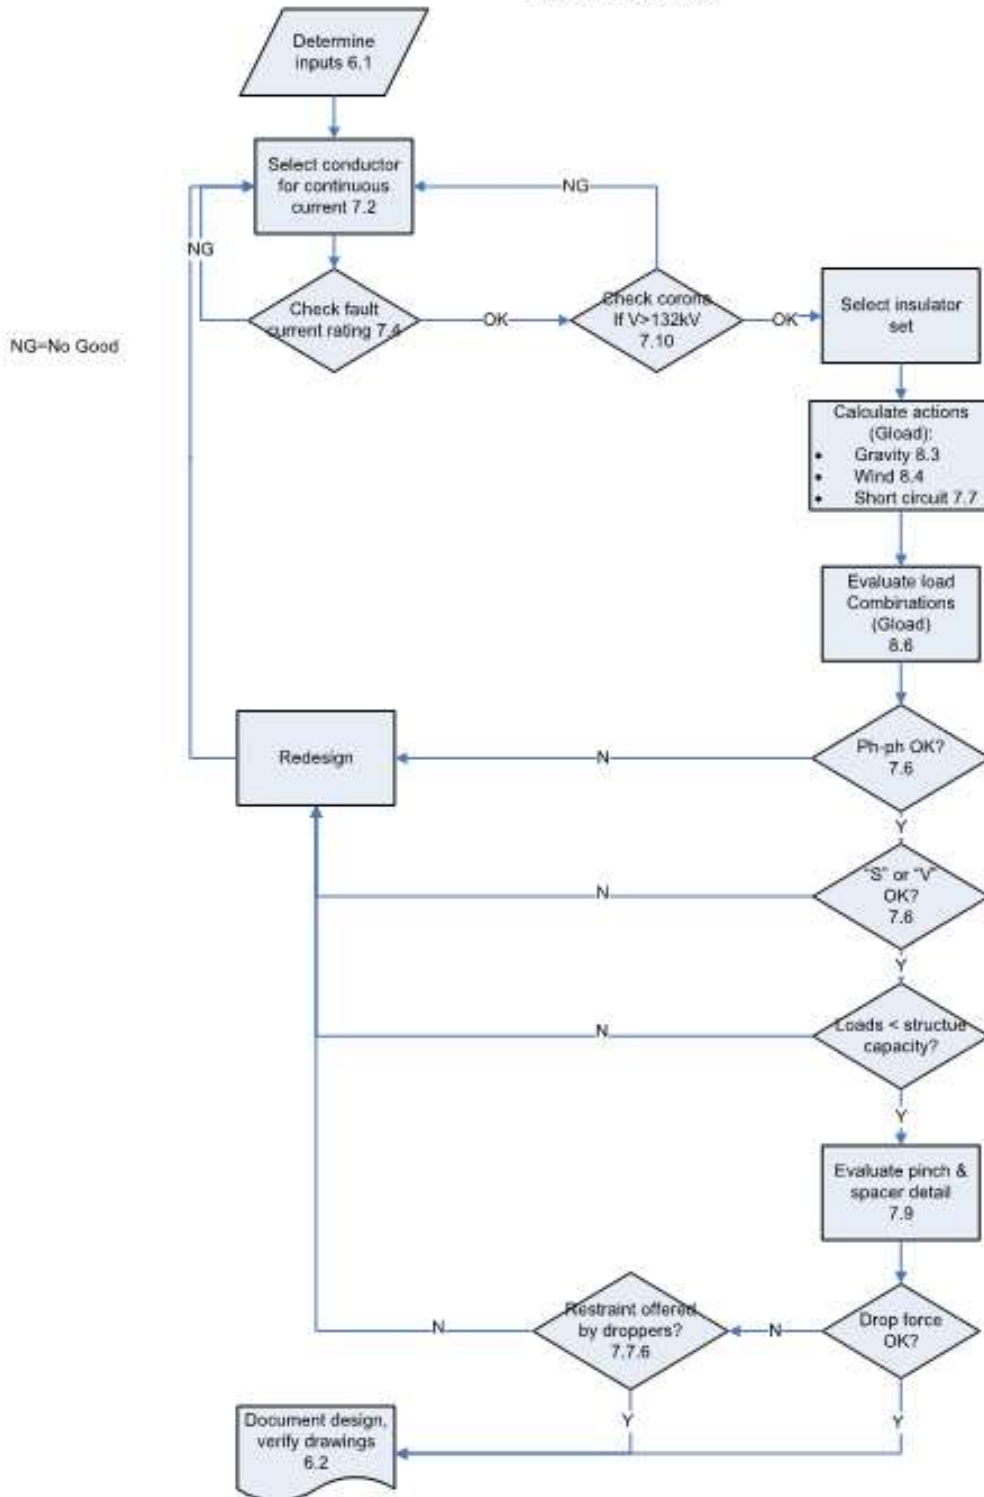 Determine
inputs 6.1
Select conductor
for continuous
current 7.2
NG
NG
Check fault
current rating 7.4
OK
Check corona
If V>132kV
7.10
OK
Select insulator
set
NG=No Good
Calculate actions
(Gload):
• Gravity 8.3
• Wind 8.4
• Short circuit 7.7
Evaluate load
Combinations
(Gload)
8.6
Ph-ph OK?
7.6
N
Redesign
Y
"S" or "V"
OK?
7.6
N
Y
Loads < structue
capacity?
N
Y
Evaluate pinch &
spacer detail
7.9
Drop force
OK?
N
Restraint offered
by droppers?
7.7.6
N
Y
Y
Document design,
verify drawings
6.2